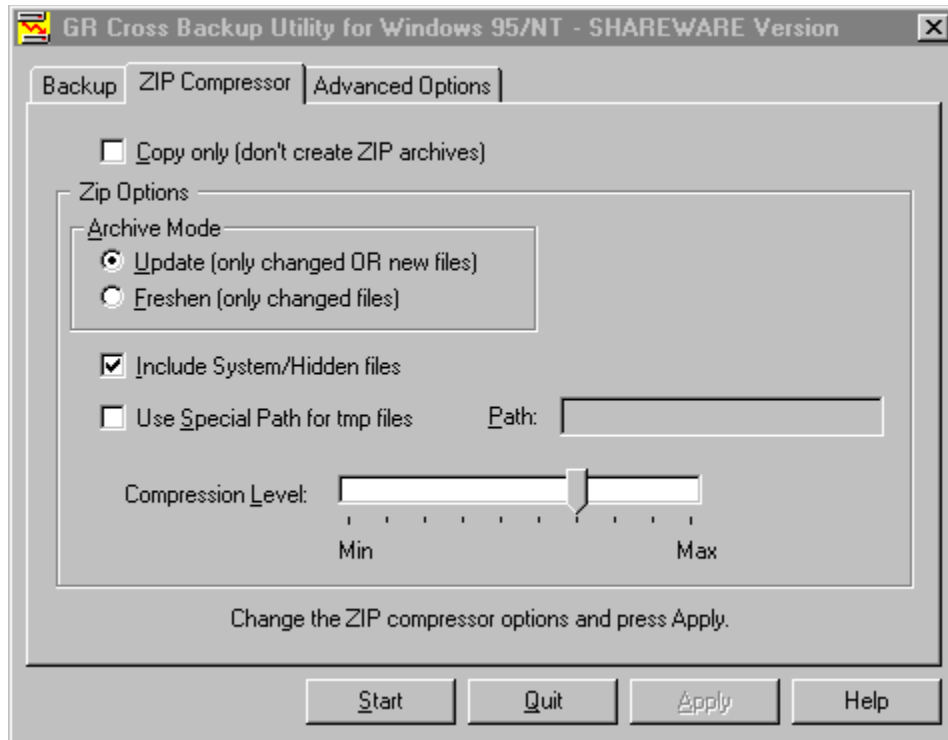 GR Cross Backup Utility for Windows 95/NT - SHAREWARE Version
Backup ZIP Compressor Advanced Options
Copy only (don't create ZIP archives)
Zip Options
Archive Mode
Update (only changed OR new files)
Freshen (only changed files)
Include System/Hidden files
Use Special Path for tmp files Path:
Compression Level:
Min Max
Change the ZIP compressor options and press Apply.
Start Quit Apply Help